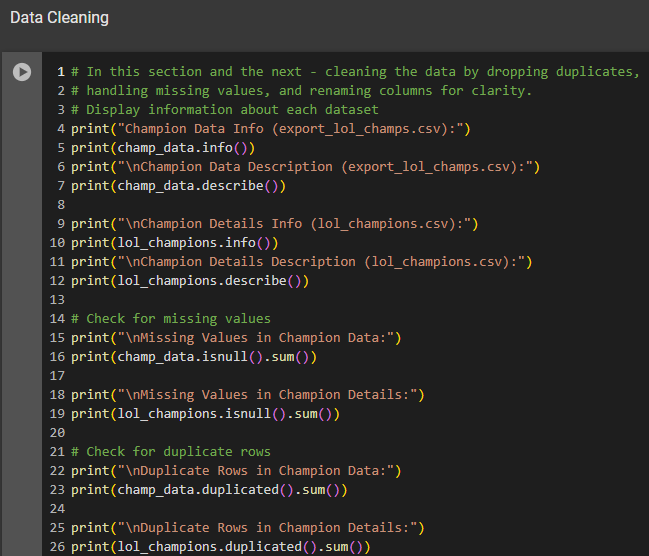 Data Cleaning
1 # In this section and the next - cleaning the data by dropping duplicates,
2 # handling missing values, and renaming columns for clarity.
3 # Display information about each dataset
4 print("Champion Data Info (export_lol_champs.csv):")
5 print(champ_data.info())
6 print("\nChampion Data Description (export_lol_champs.csv):")
7 print(champ_data.describe())
8
9 print("\nChampion Details Info (lol_champions.csv):")
10 print(lol_champions.info())
11 print("\nChampion Details Description (lol_champions.csv):")
12 print(lol_champions.describe())
13
14 # Check for missing values
15 print("\nMissing Values in Champion Data:")
16 print(champ_data.isnull().sum())
17
18 print("\nMissing Values in Champion Details:")
19 print(lol_champions.isnull().sum())
20
21 # Check for duplicate rows
22 print("\nDuplicate Rows in Champion Data:")
23 print(champ_data.duplicated().sum())
24
25 print("\nDuplicate Rows in Champion Details:")
26 print(lol_champions.duplicated().sum())